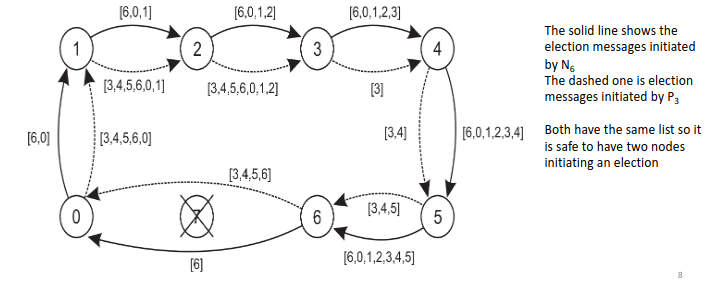 [6,0,1]
[6,0,1,2]
[6,0,1,2,3]
1
2
3
4
[3,4,5,6,0,1]
[3,4,5,6,0,1,2]
[3]
[6,0]
[3,4,5,6,0]
[3,4]
[6,0,1,2,3,4]
[3,4,5,6]
0
7
6
[3,4,5]
5
[6]
[6,0,1,2,3,4,5]
The solid line shows the
election messages initiated
by N6
The dashed one is election
messages initiated by P3
Both have the same list so it
is safe to have two nodes
initiating an election
8